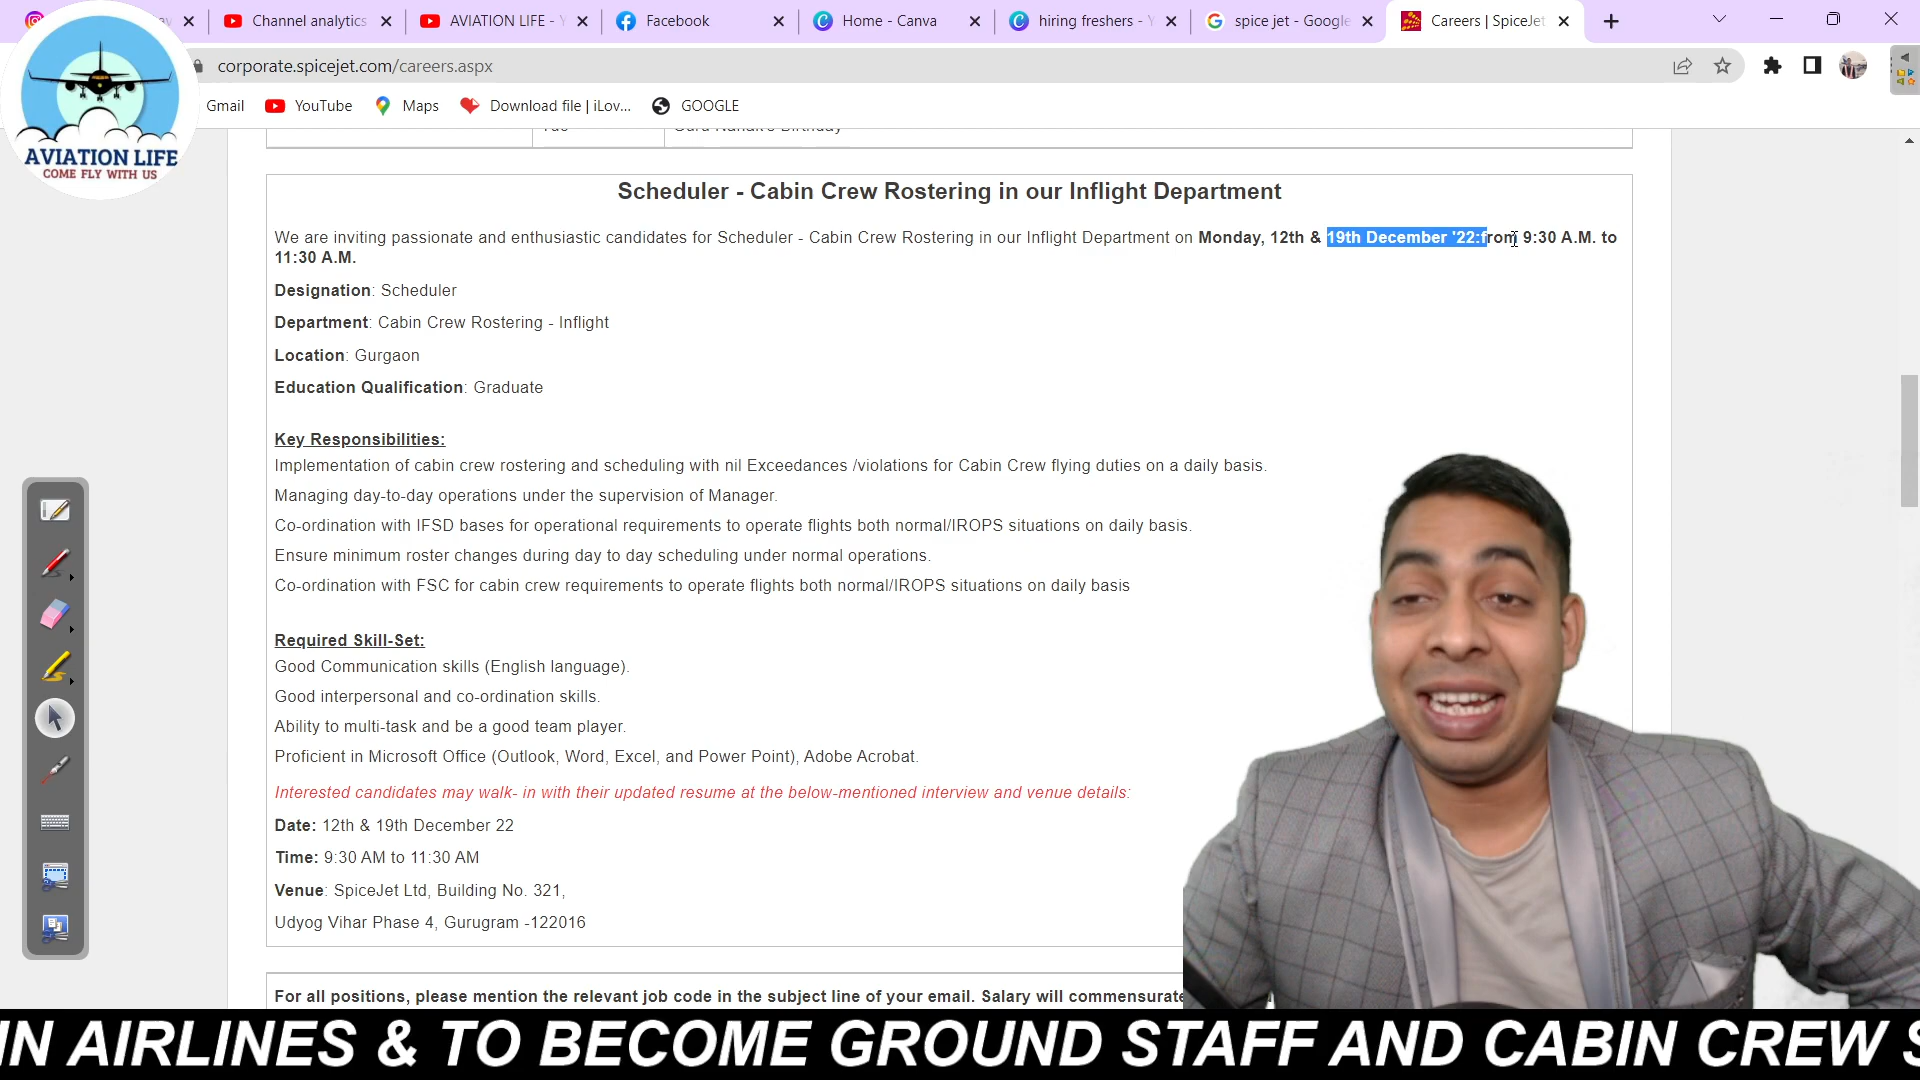 Channel analytics
AVIATION LIFE -
Facebook
Home - Canva
hiring freshers -
spice jet - Google
Careers | SpiceJet
corporate.spicejet.com/careers.aspx
Gmail
YouTube
Maps
Download file | iLov...
GOOGLE
AVIATION LIFE
COME FLY WITH US
Guru Nanak's Birthday
Scheduler - Cabin Crew Rostering in our Inflight Department
We are inviting passionate and enthusiastic candidates for Scheduler - Cabin Crew Rostering in our Inflight Department on Monday, 12th & 19th December '22:from 9:30 A.M. to
11:30 A.M.
Designation: Scheduler
Department: Cabin Crew Rostering - Inflight
Location: Gurgaon
Education Qualification: Graduate
Key Responsibilities:
Implementation of cabin crew rostering and scheduling with nil Exceedances /violations for Cabin Crew flying duties on a daily basis.
Managing day-to-day operations under the supervision of Manager.
Co-ordination with IFSD bases for operational requirements to operate flights both normal/IROPS situations on daily basis.
Ensure minimum roster changes during day to day scheduling under normal operations.
Co-ordination with FSC for cabin crew requirements to operate flights both normal/IROPS situations on daily basis
Required Skill-Set:
Good Communication skills (English language).
Good interpersonal and co-ordination skills.
Ability to multi-task and be a good team player.
Proficient in Microsoft Office (Outlook, Word, Excel, and Power Point), Adobe Acrobat.
Interested candidates may walk- in with their updated resume at the below-mentioned interview and venue details:
Date: 12th & 19th December 22
Time: 9:30 AM to 11:30 AM
Venue: SpiceJet Ltd, Building No. 321,
Udyog Vihar Phase 4, Gurugram -122016
For all positions, please mention the relevant job code in the subject line of your email. Salary will commensurate
IN AIRLINES & TO BECOME GROUND STAFF AND CABIN CREW S